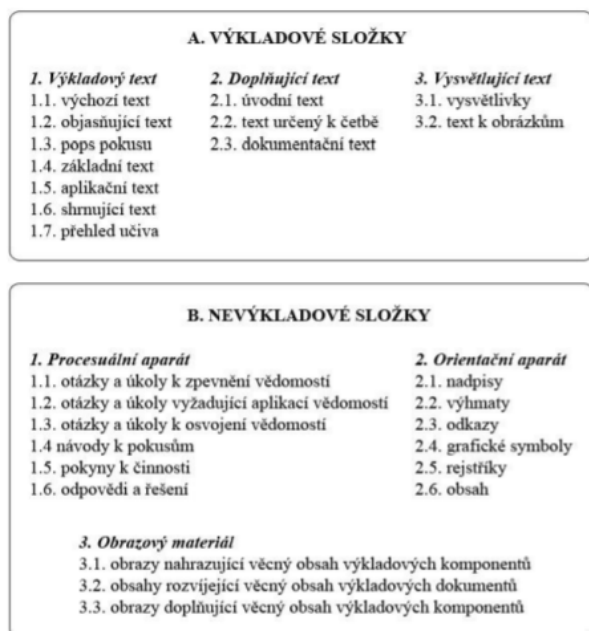 A. VÝKLADOVÉ SLOŽKY
1. Výkladový text
1.1. výchozí text
1.2. objasňující text
1.3. pops pokusu
1.4. základní text
1.5. aplikační text
1.6. shrnující text
1.7. přehled učiva
2. Doplňující text
2.1. úvodní text
2.2. text určený k četbě
2.3. dokumentační text
3. Vysvětlující text
3.1. vysvětlivky
3.2. text k obrázkům
B. NEVÝKLADOVÉ SLOŽKY
1. Procesuální aparát
1.1. otázky a úkoly k zpevnění vědomostí
1.2. otázky a úkoly vyžadující aplikací vědomostí
1.3. otázky a úkoly k osvojení vědomostí
1.4 návody k pokusům
1.5. pokyny k činnosti
1.6. odpovědi a řešení
2. Orientační aparát
2.1. nadpisy
2.2. výhmaty
2.3. odkazy
2.4. grafické symboly
2.5. rejstříky
2.6. obsah
3. Obrazový materiál
3.1. obrazy nahrazující věcný obsah výkladových komponentů
3.2. obsahy rozvíjející věcný obsah výkladových dokumentů
3.3. obrazy doplňující věcný obsah výkladových komponentů